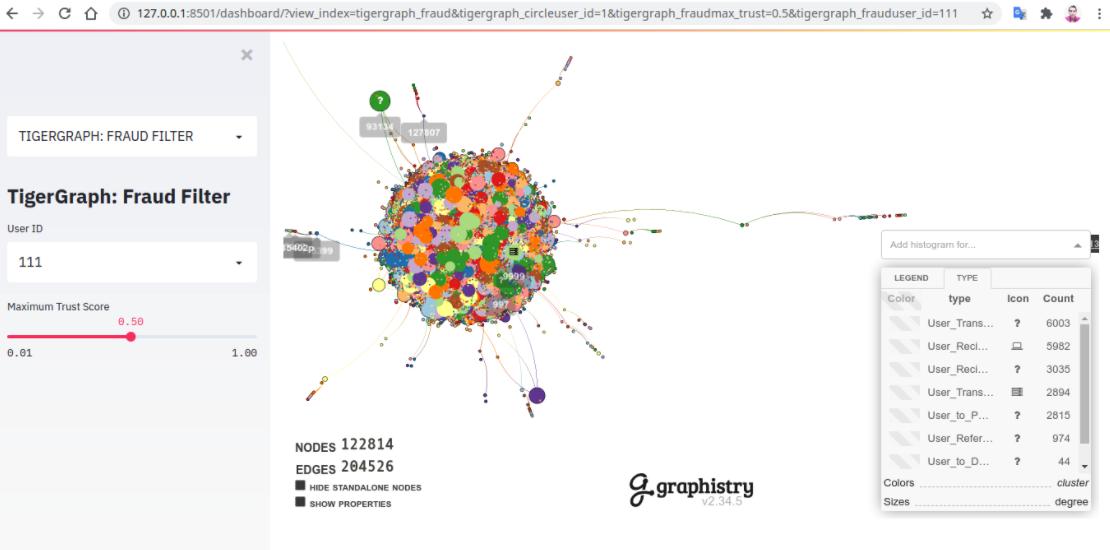 127.0.0.1:8501/dashboard/?view_index=tigergraph_fraud&tigergraph_circleuser_id=1&tigergraph_fraudmax_trust=0.5&tigergraph_frauduser_id=111
TIGERGRAPH: FRAUD FILTER
TigerGraph: Fraud Filter
User ID
111
Maximum Trust Score
0.50
0.01 1.00
?
93134
127807
399
9999
NODES 122814
EDGES 204526
HIDE STANDALONE NODES
SHOW PROPERTIES
graphistry
v2.34.5
Add histogram for...
13
LEGEND TYPE
Color type Icon Count
User_Trans... ? 6003
User_Reci... 5982
User_Reci... ? 3035
User_Trans... 2894
User_to_P... ? 2815
User_Refer... ? 974
User_to_D... ? 44
Colors cluster
Sizes degree